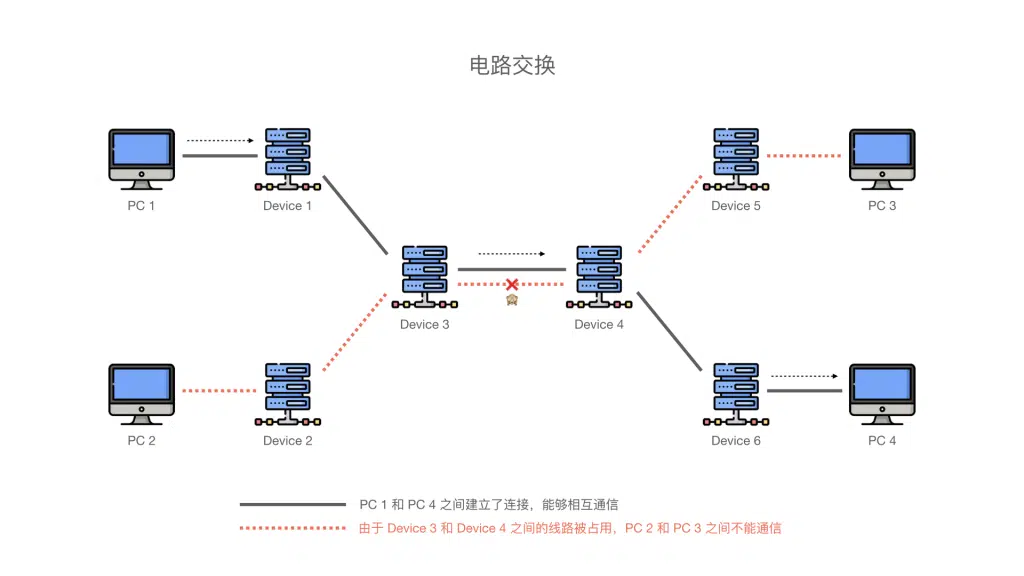 电路交换
PC 1
Device 1
Device 5
PC 3
Device 3
Device 4
PC 2
Device 2
Device 6
PC 4
PC 1 和 PC 4 之间建立了连接，能够相互通信
由于 Device 3 和 Device 4 之间的线路被占用，PC 2 和 PC 3 之间不能通信